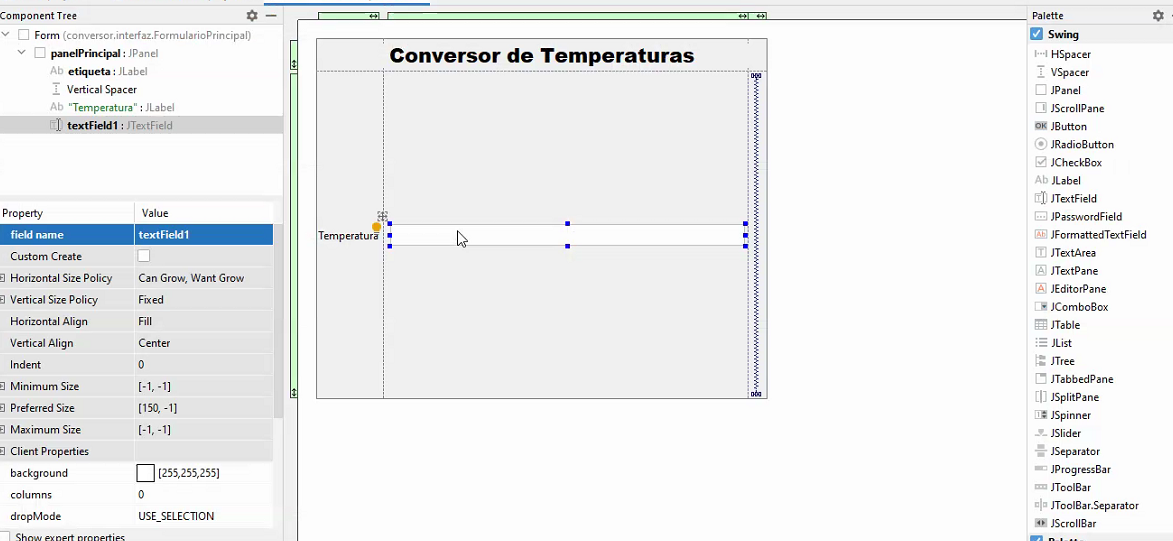 Component Tree
Form (conversor.interfaz.FormularioPrincipal)
panelPrincipal : JPanel
Ab etiqueta : JLabel
Vertical Spacer
Ab "Temperatura" : JLabel
textField1 : JTextField
Property Value
field name textField1
Custom Create
Horizontal Size Policy Can Grow, Want Grow
Vertical Size Policy Fixed
Horizontal Align Fill
Vertical Align Center
Indent 0
Minimum Size [-1, -1]
Preferred Size [150, -1]
Maximum Size [-1, -1]
Client Properties
background [255,255,255]
columns 0
dropMode USE_SELECTION
Show expert properties
Conversor de Temperaturas
Temperatura
Palette
Swing
HSpacer
VSpacer
JPanel
JScrollPane
OK JButton
JRadioButton
JCheckBox
Ab JLabel
JTextField
JPasswordField
JFormattedTextField
JTextArea
JTextPane
JEditorPane
JComboBox
JTable
JList
JTree
JTabbedPane
JSplitPane
JSpinner
JSlider
JSeparator
JProgressBar
JToolBar
JToolBar.Separator
JScrollBar